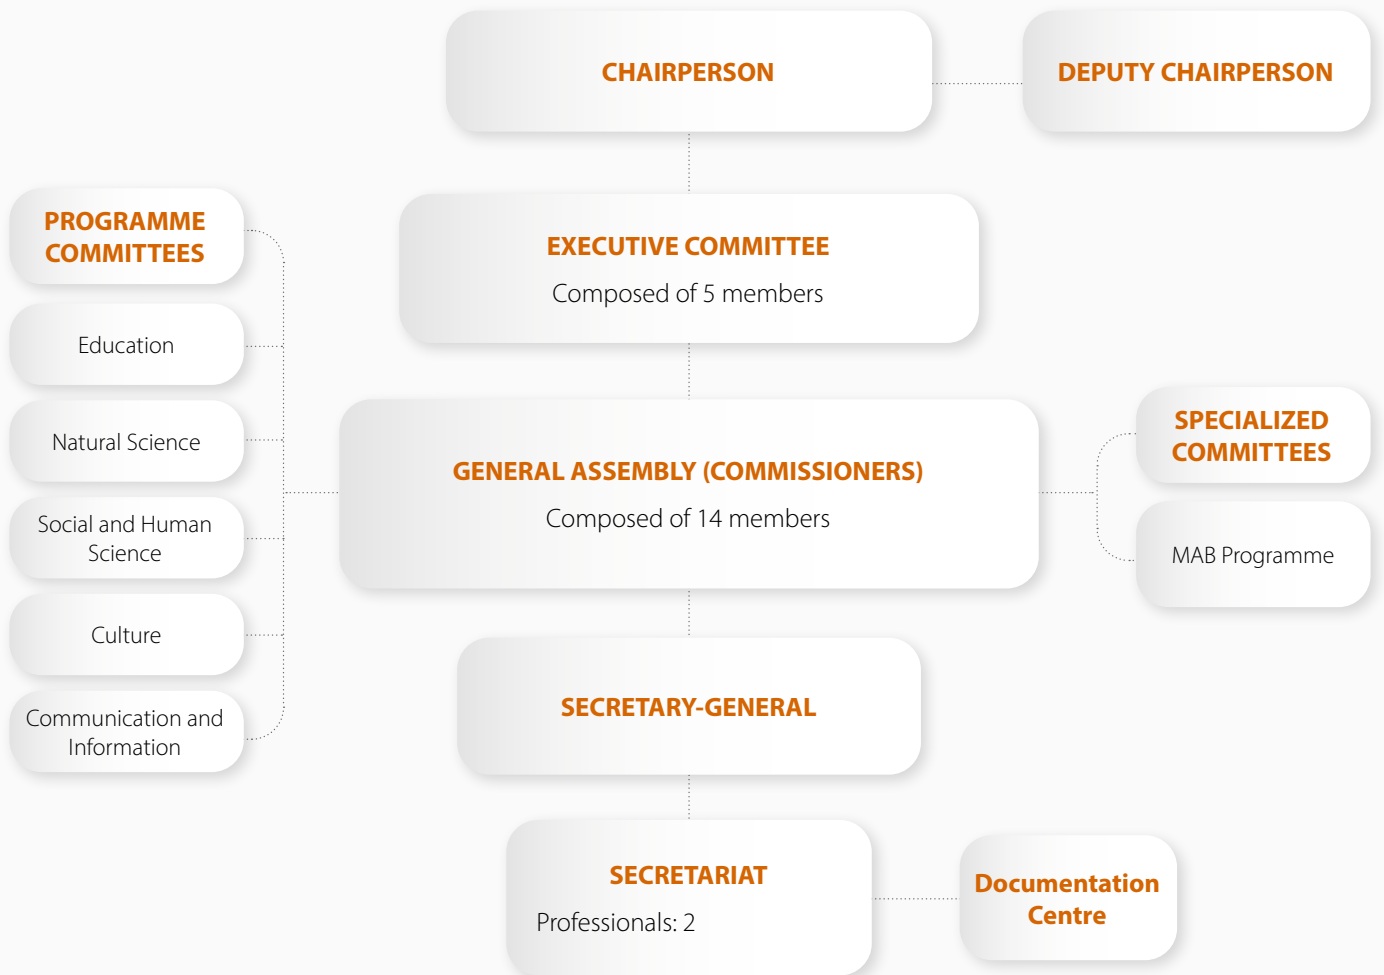 CHAIRPERSON
DEPUTY CHAIRPERSON
EXECUTIVE COMMITTEE
Composed of 5 members
PROGRAMME
COMMITTEES
Education
Natural Science
Social and Human
Science
Culture
Communication and
Information
GENERAL ASSEMBLY (COMMISSIONERS)
Composed of 14 members
SPECIALIZED
COMMITTEES
MAB Programme
SECRETARY-GENERAL
SECRETARIAT
Professionals: 2
Documentation
Centre